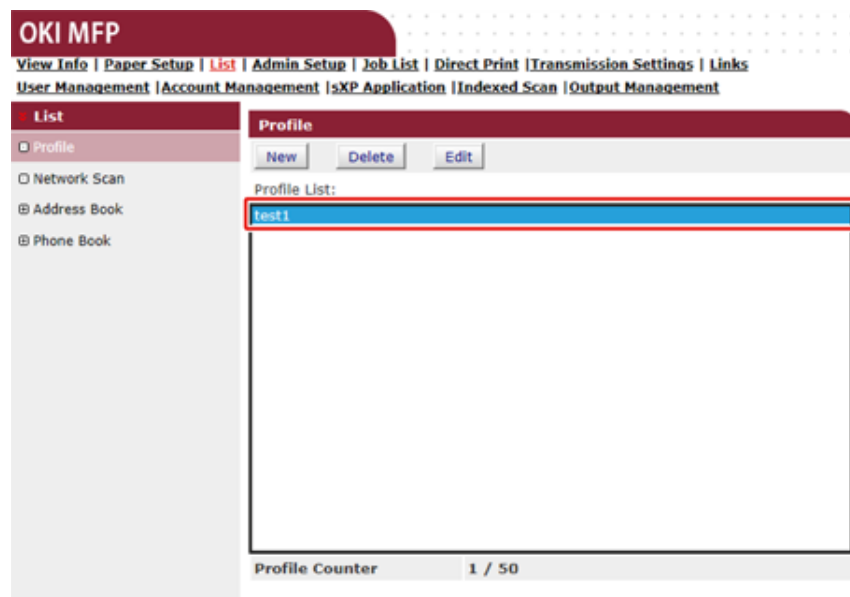 OKI MFP
View Info | Paper Setup | List | Admin Setup | Job List | Direct Print |Transmission Settings | Links
User Management |Account Management |sXP Application |Indexed Scan |Output Management
List
Profile
Network Scan
Address Book
Phone Book
Profile
New Delete Edit
Profile List:
test1
Profile Counter 1 / 50